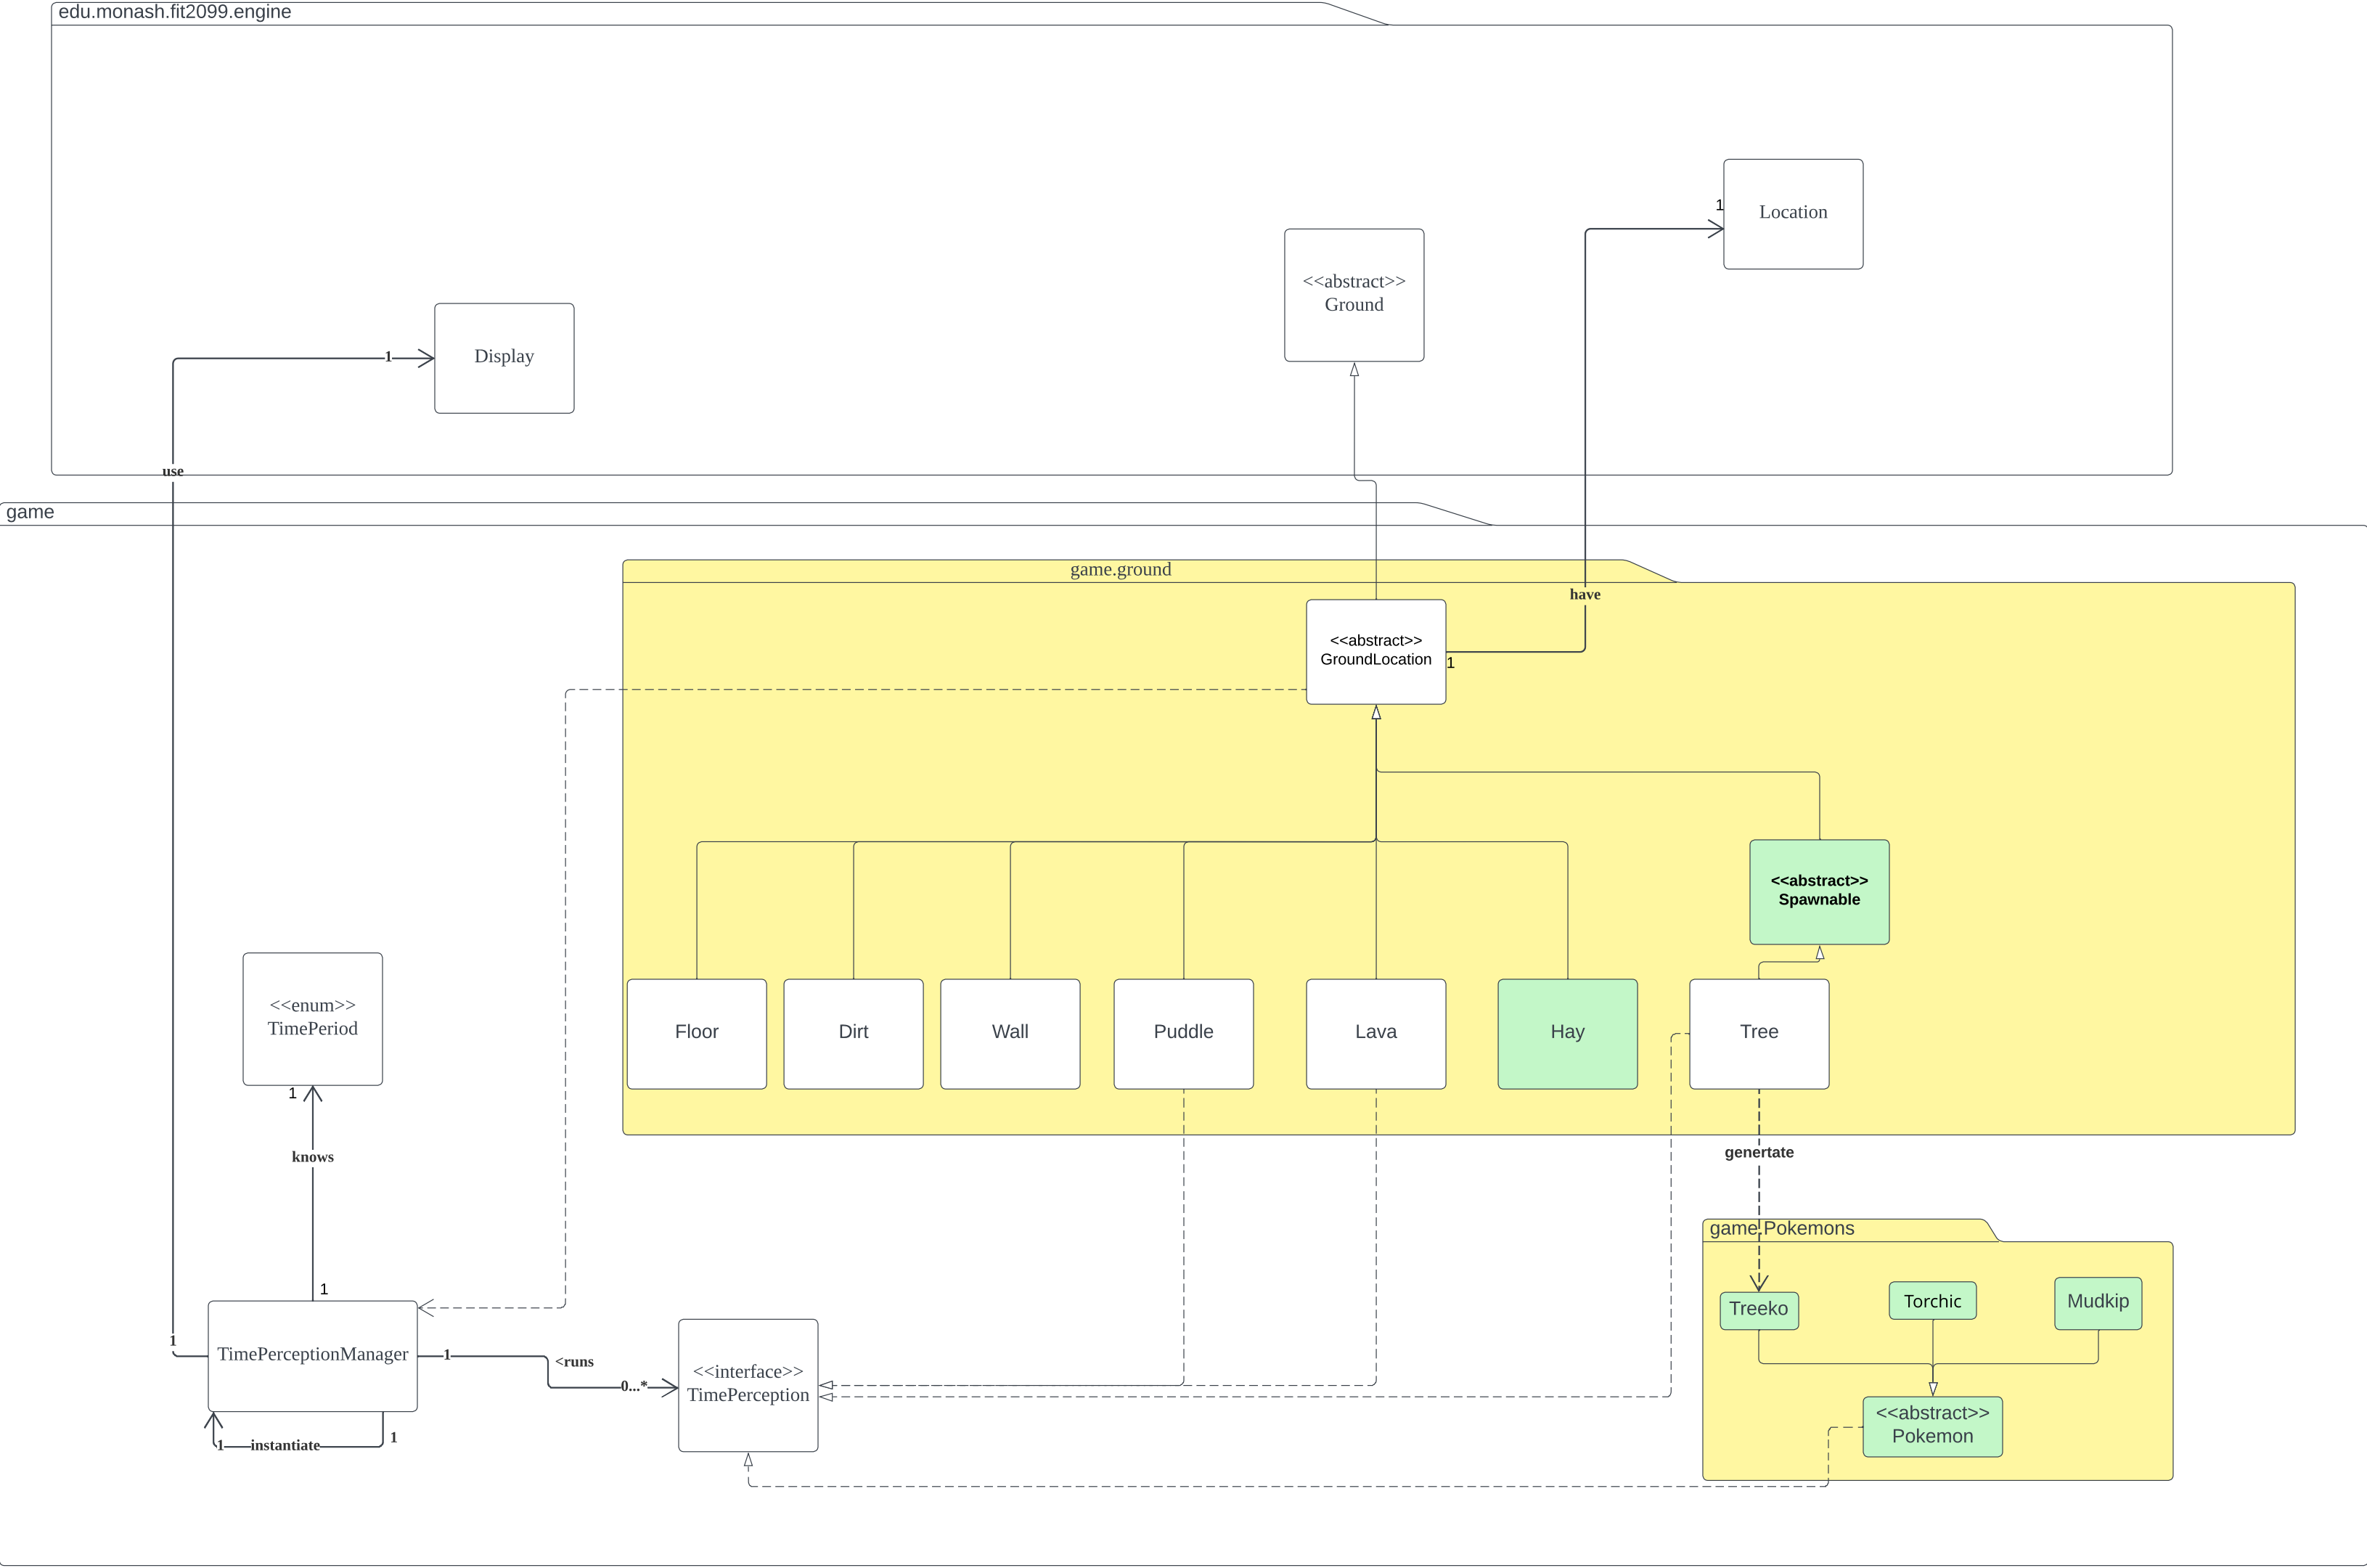 edu.monash.fit2099.engine
Location
1
<<abstract>>
Ground
Display
1
use
game
game.ground
have
<<abstract>>
GroundLocation
1
<<abstract>>
Spawnable
Floor
Dirt
Wall
Puddle
Lava
Hay
Tree
<<enum>>
TimePeriod
1
knows
1
genertate
game.Pokemons
Treeko
Torchic
Mudkip
<<abstract>>
Pokemon
1
TimePerceptionManager
1
<runs
0...*
<<interface>>
TimePerception
1
instantiate
1